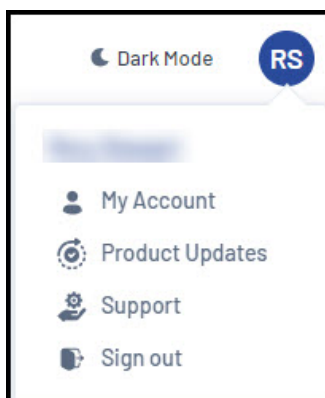 Dark Mode
RS
My Account
Product Updates
Support
Sign out